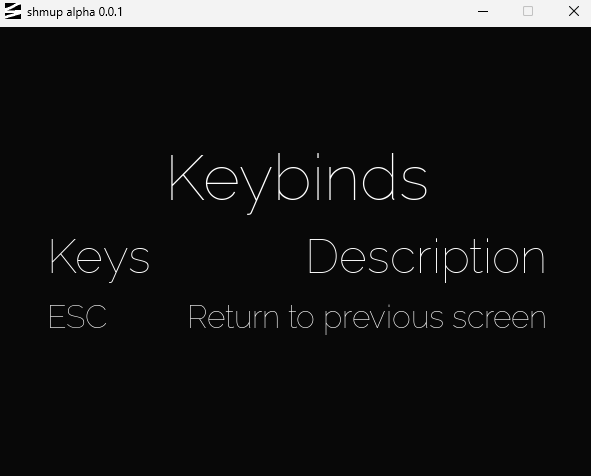 shmup alpha 0.0.1
Keybinds
Keys Description
ESC Return to previous screen